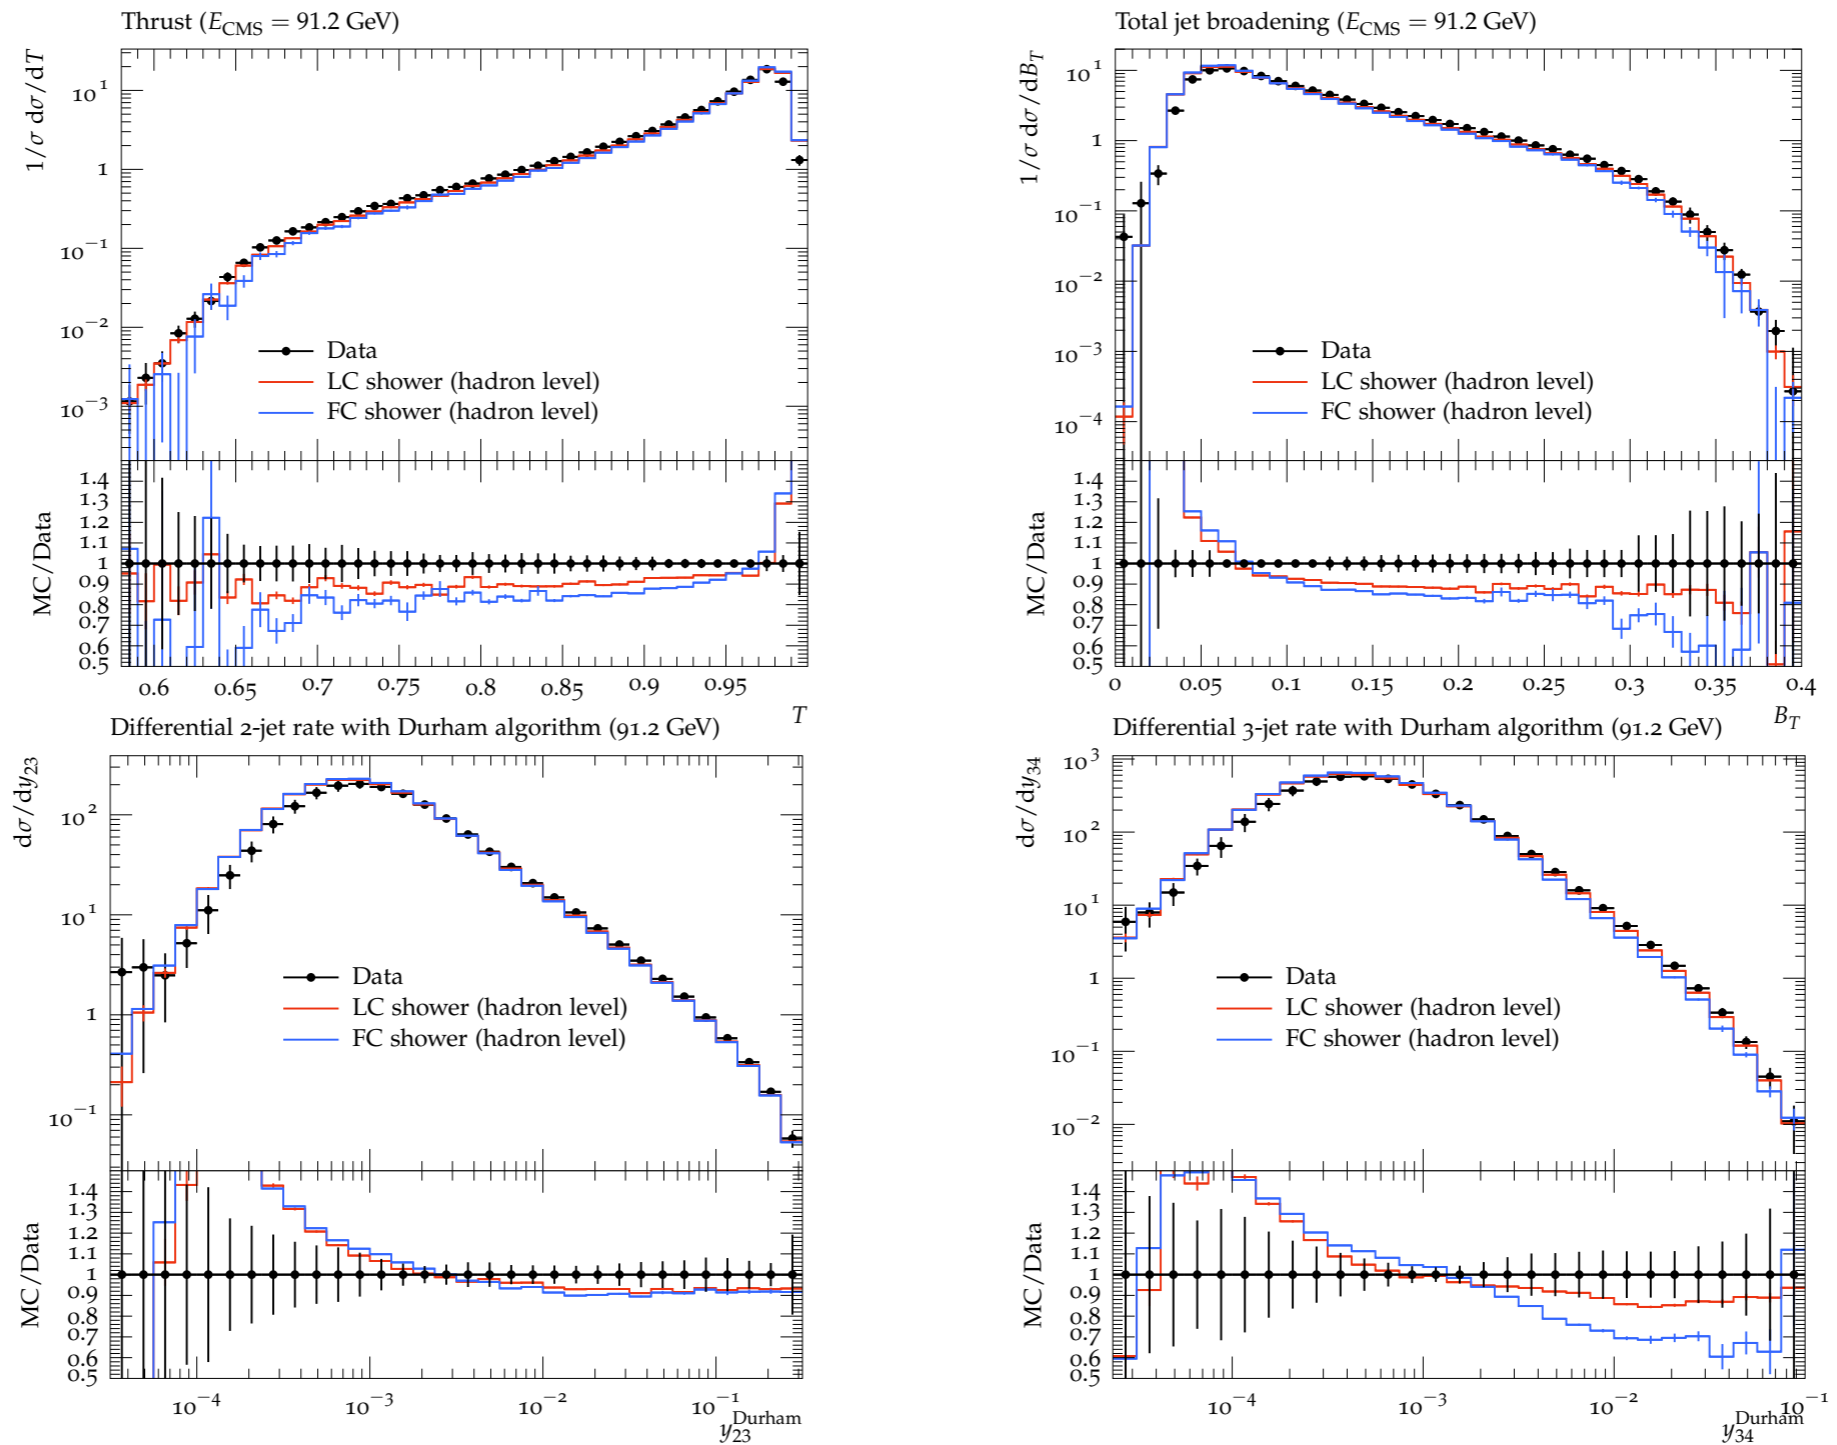 Thrust (E_CMS = 91.2 GeV)
1/σ dσ/dT
10^1
1
10^−1
10^−2
10^−3
Data
LC shower (hadron level)
FC shower (hadron level)
MC/Data
1.4
1.3
1.2
1.1
1
0.9
0.8
0.7
0.6
0.5
0.6 0.65 0.7 0.75 0.8 0.85 0.9 0.95
T
Total jet broadening (E_CMS = 91.2 GeV)
1/σ dσ/dB_T
10^1
1
10^−1
10^−2
10^−3
10^−4
Data
LC shower (hadron level)
FC shower (hadron level)
MC/Data
1.4
1.3
1.2
1.1
1
0.9
0.8
0.7
0.6
0.5
0 0.05 0.1 0.15 0.2 0.25 0.3 0.35 0.4
B_T
Differential 2-jet rate with Durham algorithm (91.2 GeV)
dσ/dy_23
10^2
10^1
1
10^−1
Data
LC shower (hadron level)
FC shower (hadron level)
MC/Data
1.4
1.3
1.2
1.1
1
0.9
0.8
0.7
0.6
0.5
10^−4 10^−3 10^−2 10^−1
y_23^Durham
Differential 3-jet rate with Durham algorithm (91.2 GeV)
dσ/dy_34
10^3
10^2
10^1
1
10^−1
10^−2
Data
LC shower (hadron level)
FC shower (hadron level)
MC/Data
1.4
1.3
1.2
1.1
1
0.9
0.8
0.7
0.6
0.5
10^−4 10^−3 10^−2 10^−1
y_34^Durham